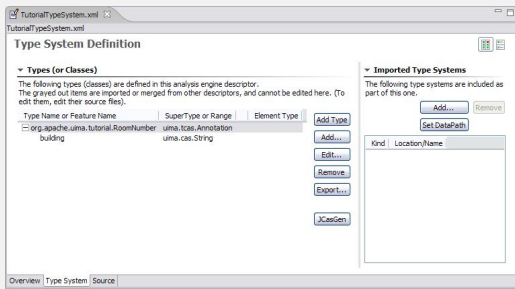 TutorialTypeSystem.xml
TutorialTypeSystem.xml
Type System Definition
Types (or Classes)
The following types (classes) are defined in this analysis engine descriptor.
The grayed out items are imported or merged from other descriptors, and cannot be edited here. (To
edit them, edit their source files).
Type Name or Feature Name SuperType or Range Element Type
org.apache.uima.tutorial.RoomNumber uima.tcas.Annotation
building uima.cas.String
Add Type
Add...
Edit...
Remove
Export...
JCasGen
Imported Type Systems
The following type systems are included as
part of this one.
Add... Remove
Set DataPath
Kind Location/Name
Overview Type System Source